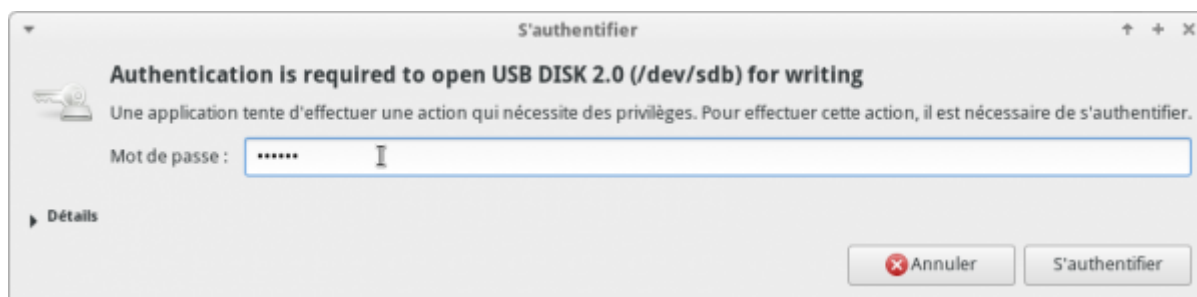 S'authentifier
Authentication is required to open USB DISK 2.0 (/dev/sdb) for writing
Une application tente d'effectuer une action qui nécessite des privilèges. Pour effectuer cette action, il est nécessaire de s'authentifier.
Mot de passe : ••••••
Détails
Annuler S'authentifier